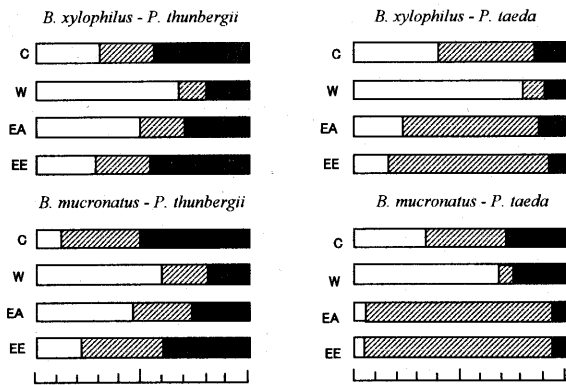 B. xylophilus - P. thunbergii
C
W
EA
EE
B. xylophilus - P. taeda
C
W
EA
EE
B. mucronatus - P. thunbergii
C
W
EA
EE
B. mucronatus - P. taeda
C
W
EA
EE